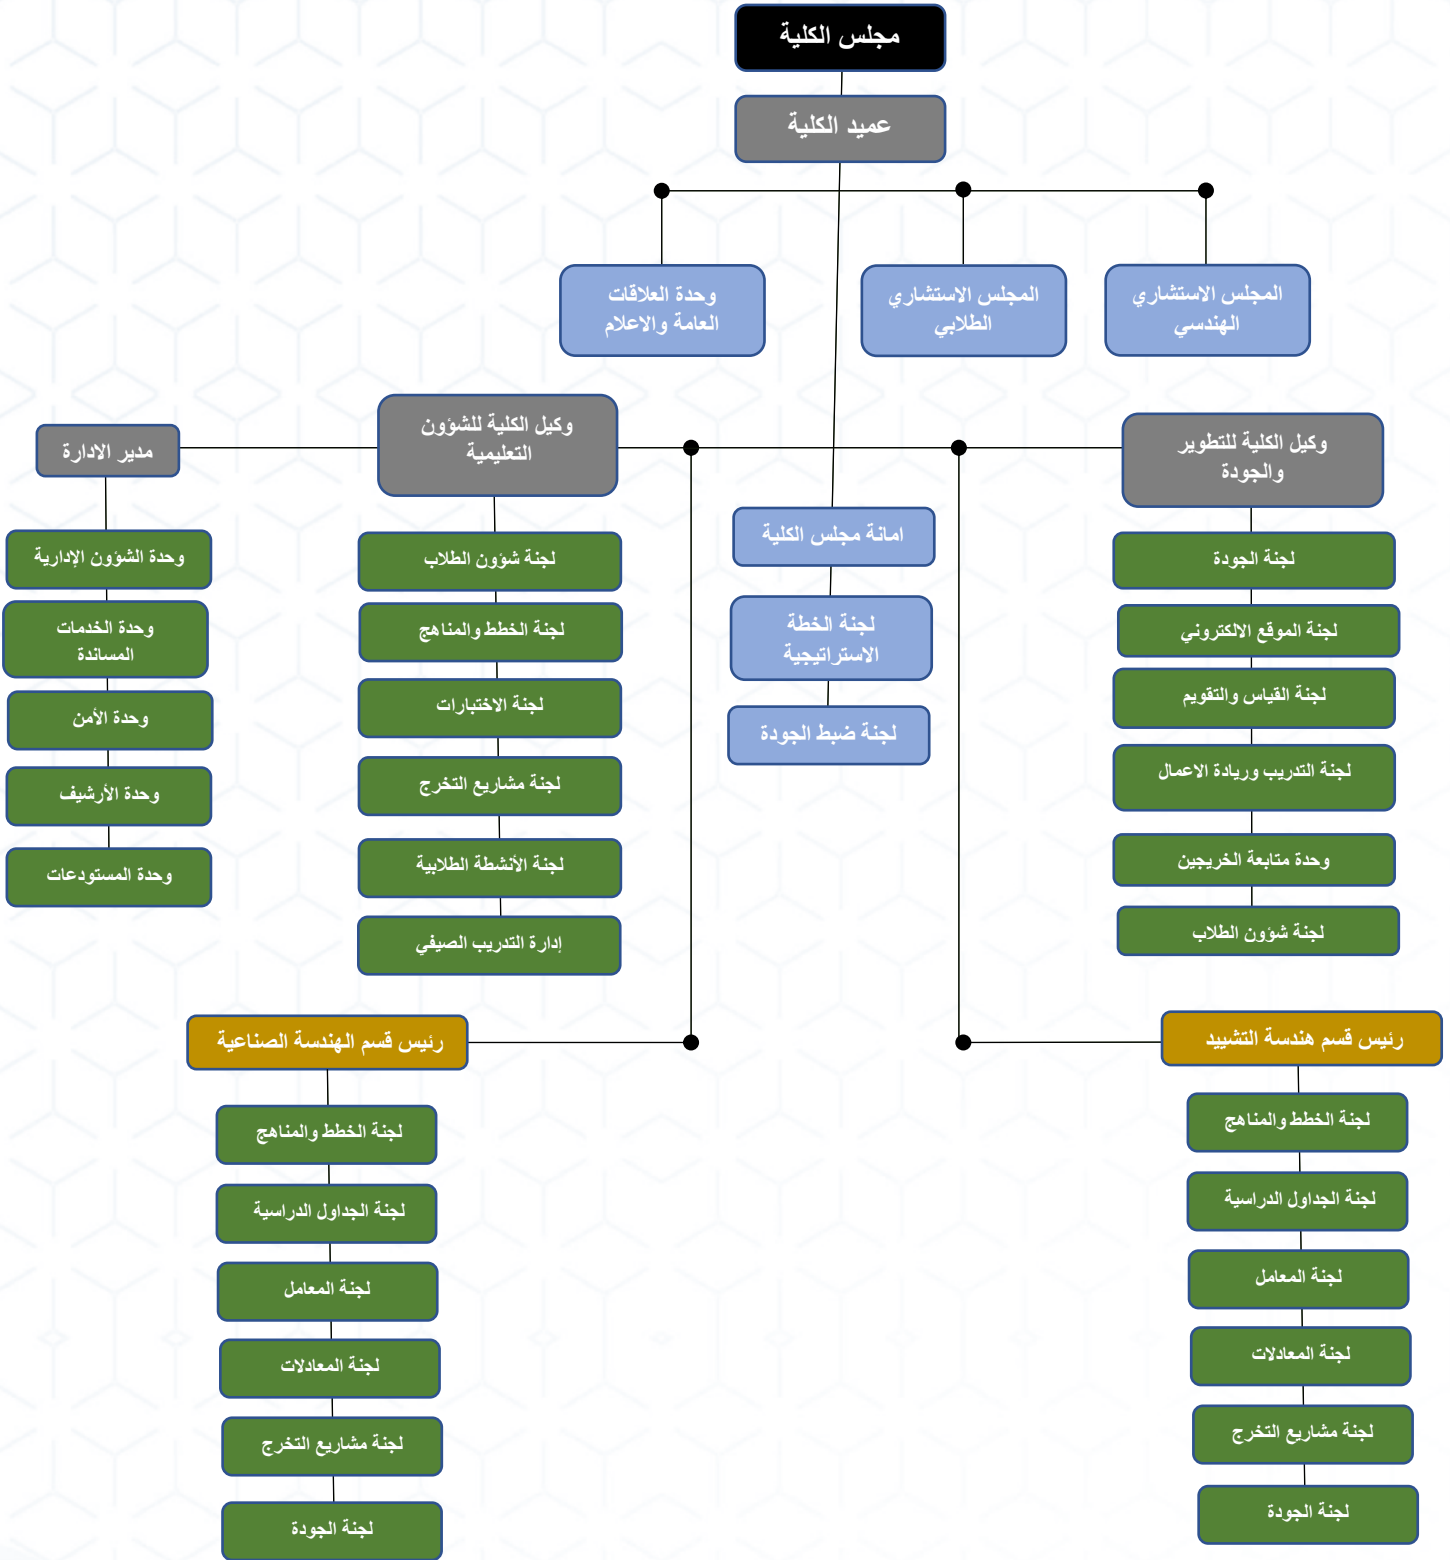 مجلس الكلية
عميد الكلية
المجلس الاستشاري
الهندسي
المجلس الاستشاري
الطلابي
وحدة العلاقات
العامة والاعلام
وكيل الكلية للتطوير
والجودة
وكيل الكلية للشؤون
التعليمية
مدير الادارة
لجنة الجودة
لجنة الموقع الالكتروني
لجنة القياس والتقويم
لجنة التدريب وريادة الاعمال
وحدة متابعة الخريجين
لجنة شؤون الطلاب
امانة مجلس الكلية
لجنة الخطة
الاستراتيجية
لجنة ضبط الجودة
لجنة شؤون الطلاب
لجنة الخطط والمناهج
لجنة الاختبارات
لجنة مشاريع التخرج
لجنة الأنشطة الطلابية
إدارة التدريب الصيفي
وحدة الشؤون الإدارية
وحدة الخدمات
المساندة
وحدة الأمن
وحدة الأرشيف
وحدة المستودعات
رئيس قسم هندسة التشييد
لجنة الخطط والمناهج
لجنة الجداول الدراسية
لجنة المعامل
لجنة المعادلات
لجنة مشاريع التخرج
لجنة الجودة
رئيس قسم الهندسة الصناعية
لجنة الخطط والمناهج
لجنة الجداول الدراسية
لجنة المعامل
لجنة المعادلات
لجنة مشاريع التخرج
لجنة الجودة